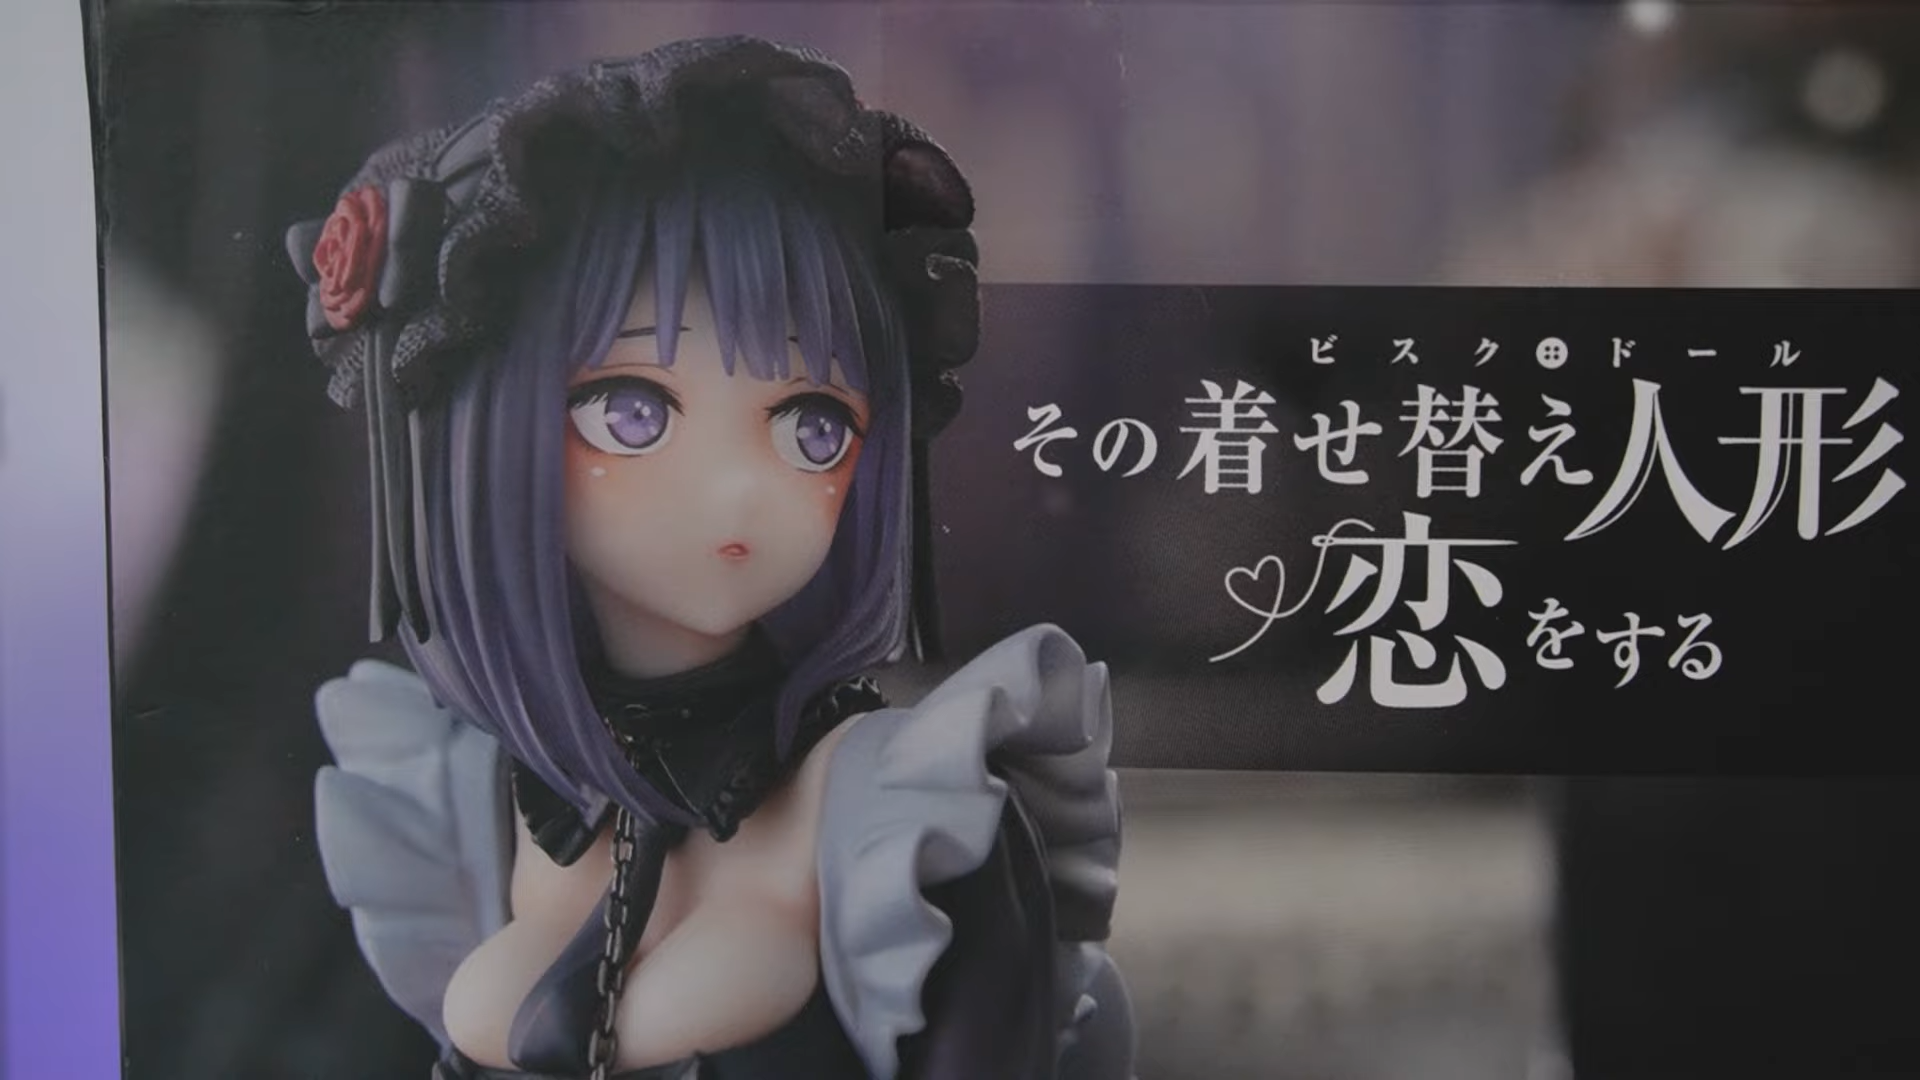 ビスクドール
その着せ替え人形
恋をする